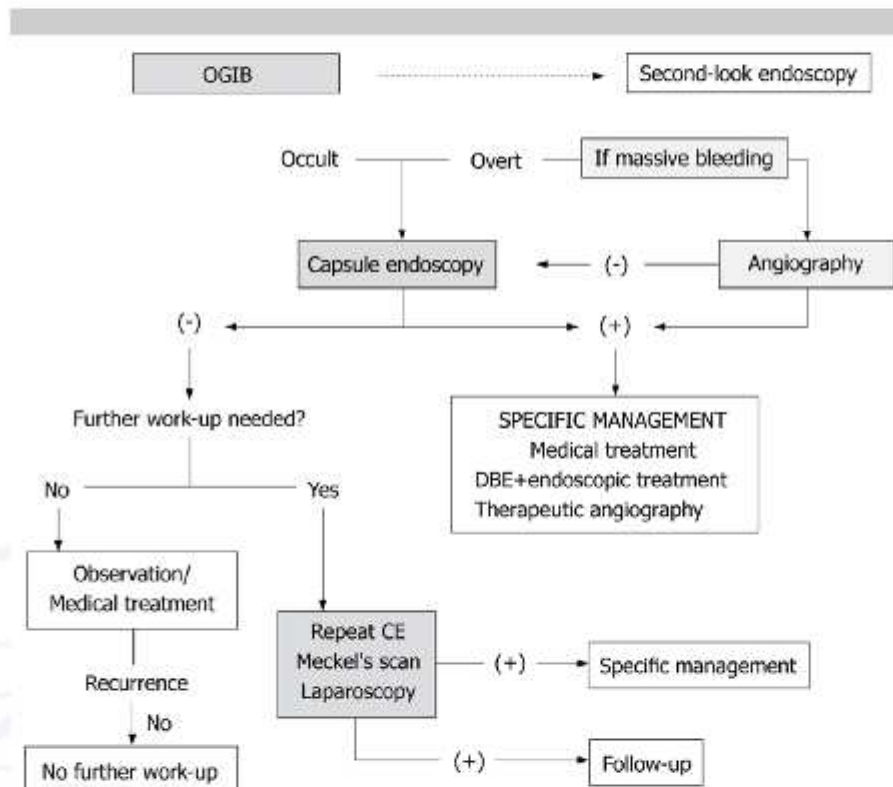 OGIB
Second-look endoscopy
Occult
Overt
If massive bleeding
Capsule endoscopy
(-)
Angiography
(-)
(+)
Further work-up needed?
SPECIFIC MANAGEMENT
Medical treatment
DBE+endoscopic treatment
Therapeutic angiography
No
Yes
Observation/
Medical treatment
Repeat CE
Meckel's scan
Laparoscopy
(+)
Specific management
Recurrence
No
(+)
Follow-up
No further work-up